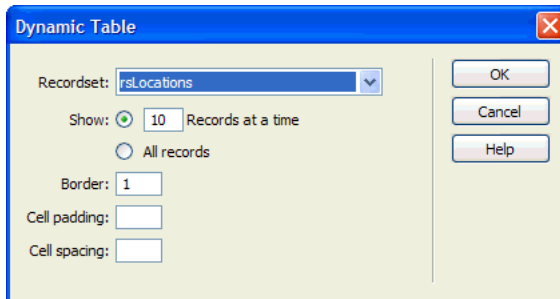 Dynamic Table
Recordset: rsLocations
OK
Show: 10 Records at a time
Cancel
All records
Help
Border: 1
Cell padding:
Cell spacing: